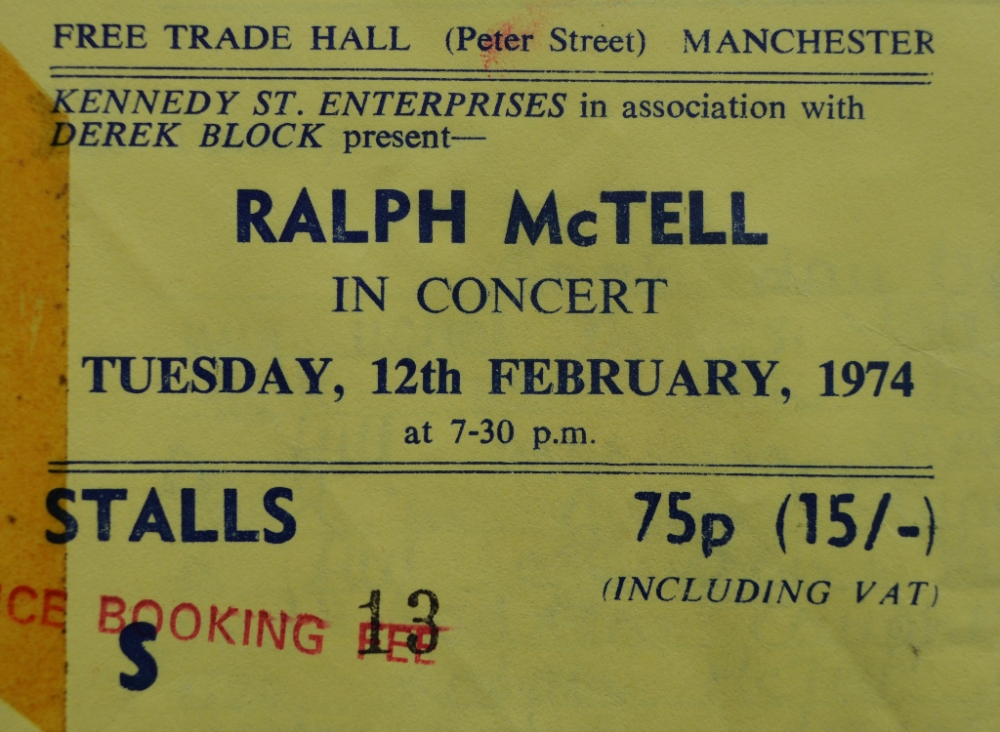 FREE TRADE HALL (Peter Street) MANCHESTER
KENNEDY ST. ENTERPRISES in association with
DEREK BLOCK present—
RALPH McTELL
IN CONCERT
TUESDAY, 12th FEBRUARY, 1974
at 7-30 p.m.
STALLS 75p (15/-)
(INCLUDING VAT)
BOOKING FEE
S 13